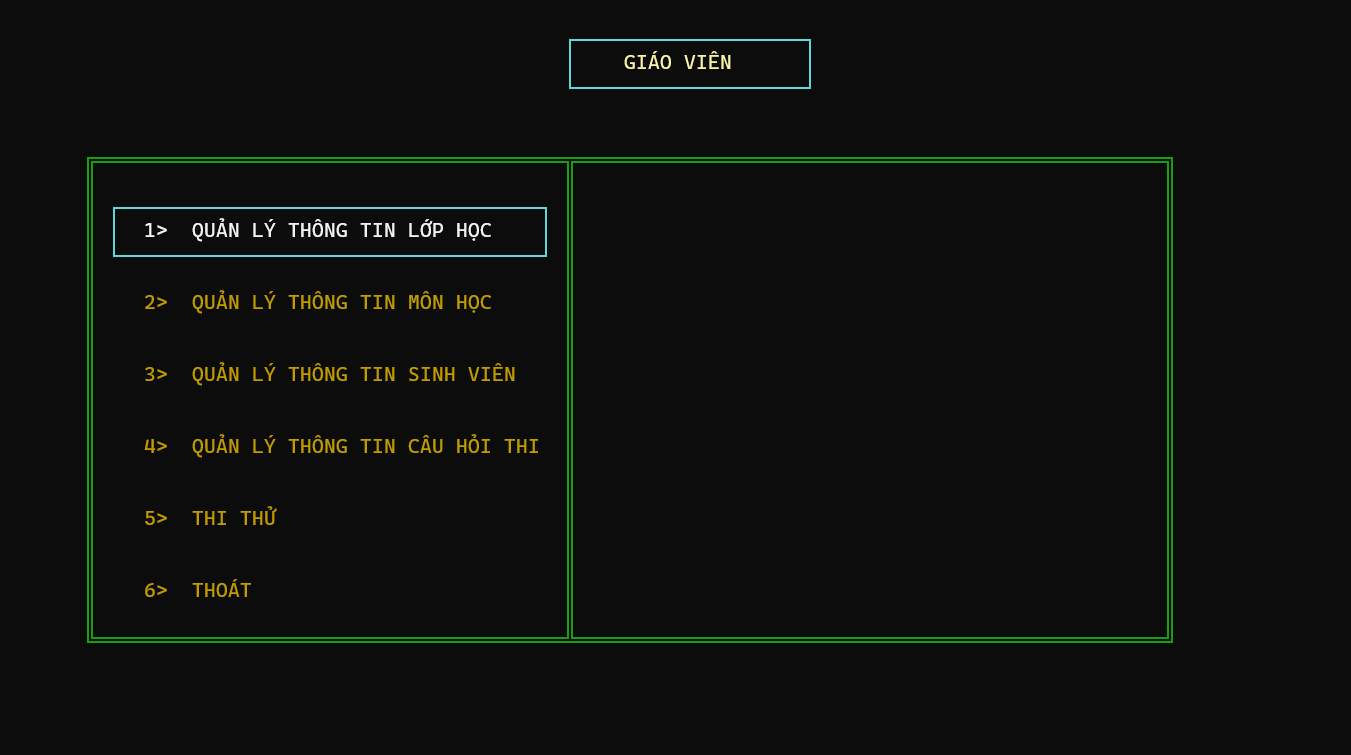 GIÁO VIÊN
1> QUẢN LÝ THÔNG TIN LỚP HỌC
2> QUẢN LÝ THÔNG TIN MÔN HỌC
3> QUẢN LÝ THÔNG TIN SINH VIÊN
4> QUẢN LÝ THÔNG TIN CÂU HỎI THI
5> THI THỬ
6> THOÁT